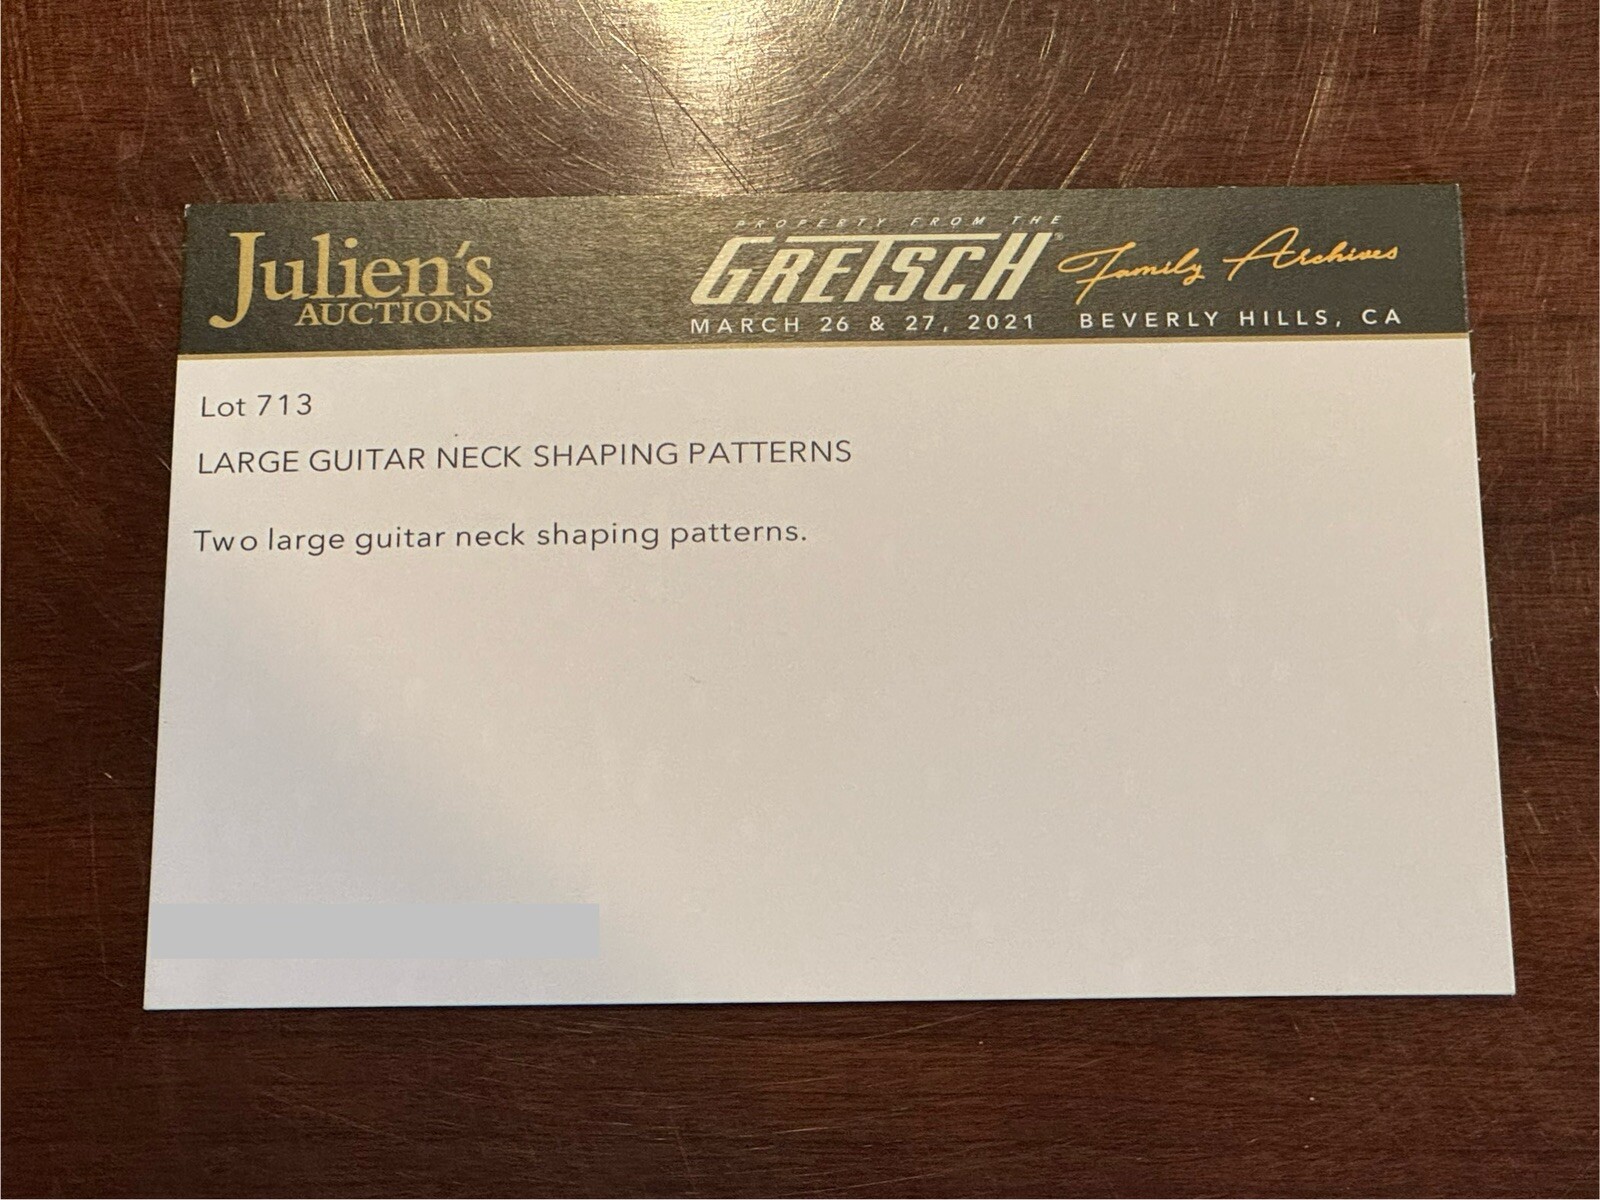 Julien's
AUCTIONS
PROPERTY FROM THE
GRETSCH® Family Archives
MARCH 26 & 27, 2021 BEVERLY HILLS, CA
Lot 713
LARGE GUITAR NECK SHAPING PATTERNS
Two large guitar neck shaping patterns.